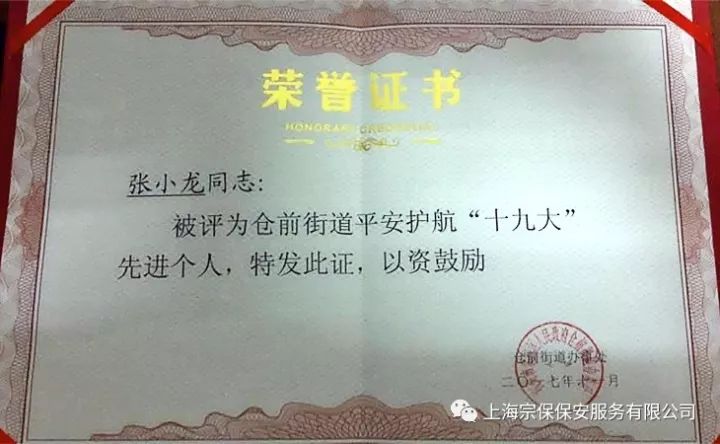 荣誉证书
张小龙同志:
被评为仓前街道平安护航“十九大”
先进个人，特发此证，以资鼓励
仓前街道办事处
二〇一七年十一月
上海宗保保安服务有限公司